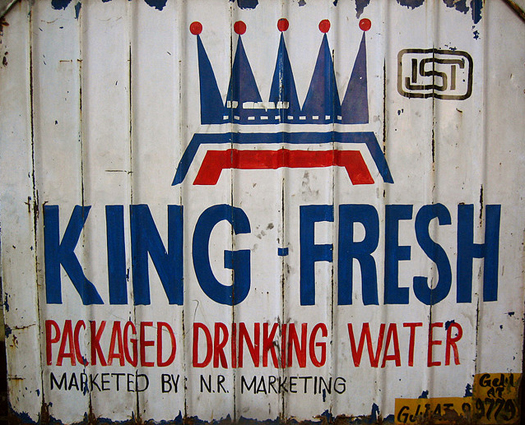 ISI
KING-FRESH
PACKAGED DRINKING WATER
MARKETED BY: N.R. MARKETING